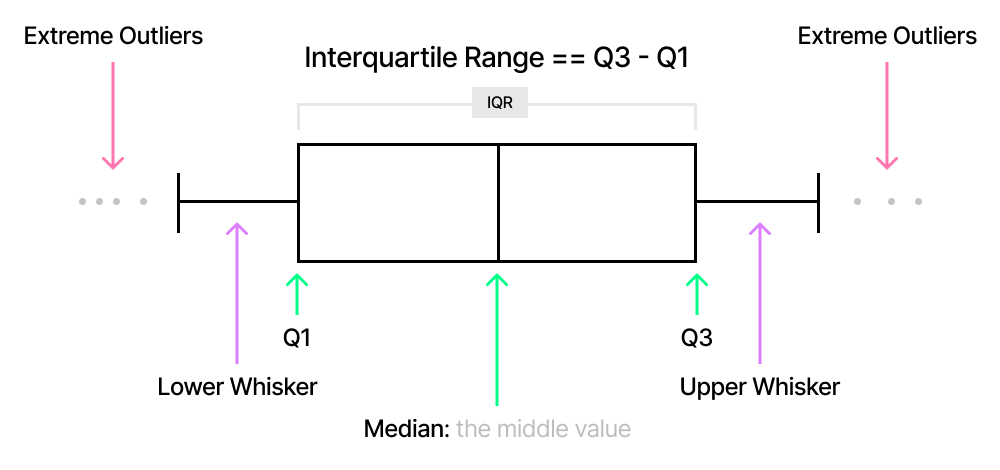 Extreme Outliers
Extreme Outliers
Interquartile Range == Q3 - Q1
IQR
Q1
Q3
Lower Whisker
Upper Whisker
Median: the middle value